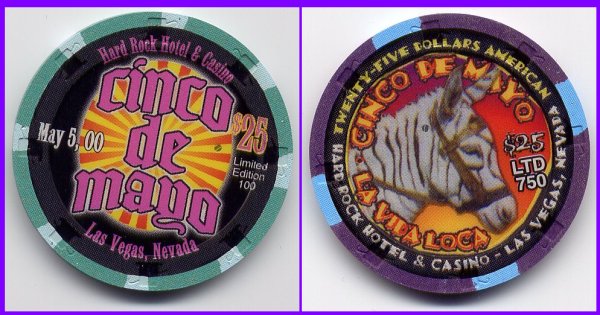 Hard Rock Hotel & Casino
cinco
de
mayo
May 5, 00
$25
Limited
Edition
100
Las Vegas, Nevada
TWENTY-FIVE DOLLARS AMERICAN
CINCO DE MAYO
$25
LTD
750
LA VIDA LOCA
HARD ROCK HOTEL & CASINO - LAS VEGAS, NEVADA